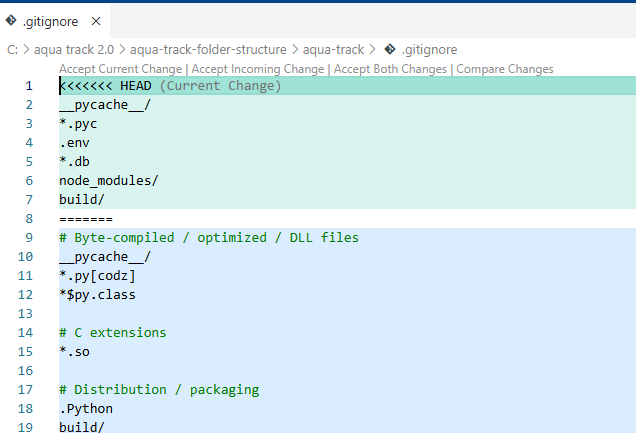 .gitignore ×
C: > aqua track 2.0 > aqua-track-folder-structure > aqua-track > .gitignore
Accept Current Change | Accept Incoming Change | Accept Both Changes | Compare Changes
1 <<<<<<< HEAD (Current Change)
2 __pycache__/
3 *.pyc
4 .env
5 *.db
6 node_modules/
7 build/
8 =======
9 # Byte-compiled / optimized / DLL files
10 __pycache__/
11 *.py[codz]
12 *$py.class
13
14 # C extensions
15 *.so
16
17 # Distribution / packaging
18 .Python
19 build/